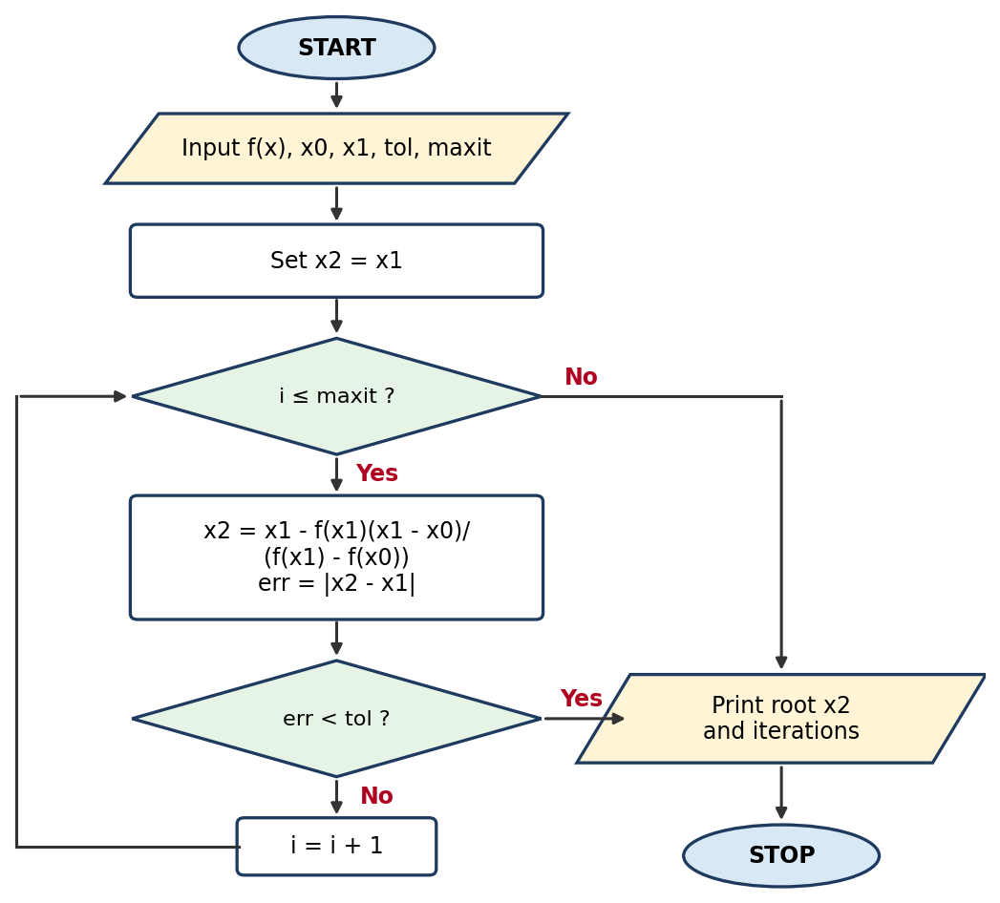 START
Input f(x), x0, x1, tol, maxit
Set x2 = x1
i ≤ maxit ?
No
Yes
x2 = x1 - f(x1)(x1 - x0)/
(f(x1) - f(x0))
err = |x2 - x1|
err < tol ?
Yes
Print root x2
and iterations
No
i = i + 1
STOP